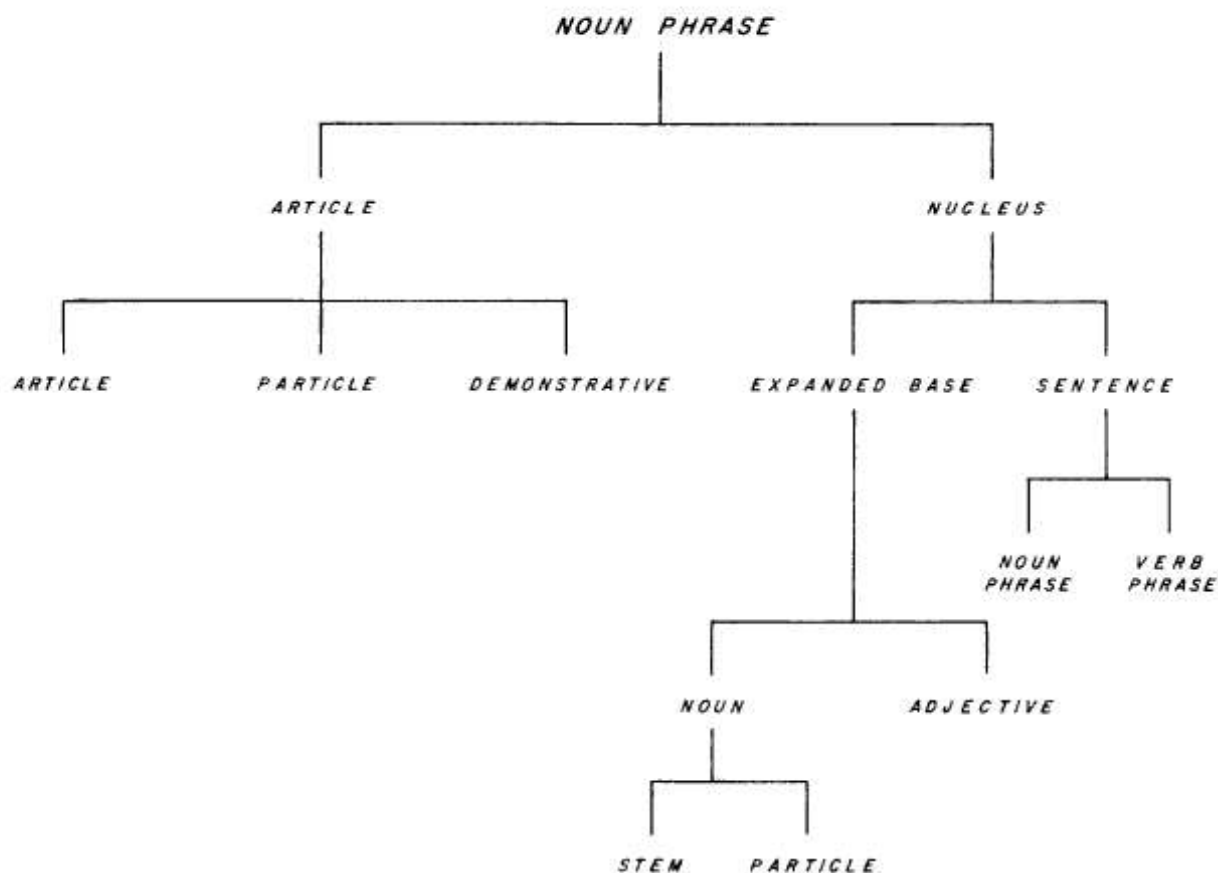 NOUN PHRASE
ARTICLE NUCLEUS
ARTICLE PARTICLE DEMONSTRATIVE EXPANDED BASE SENTENCE
NOUN PHRASE
VERB PHRASE
NOUN ADJECTIVE
STEM PARTICLE